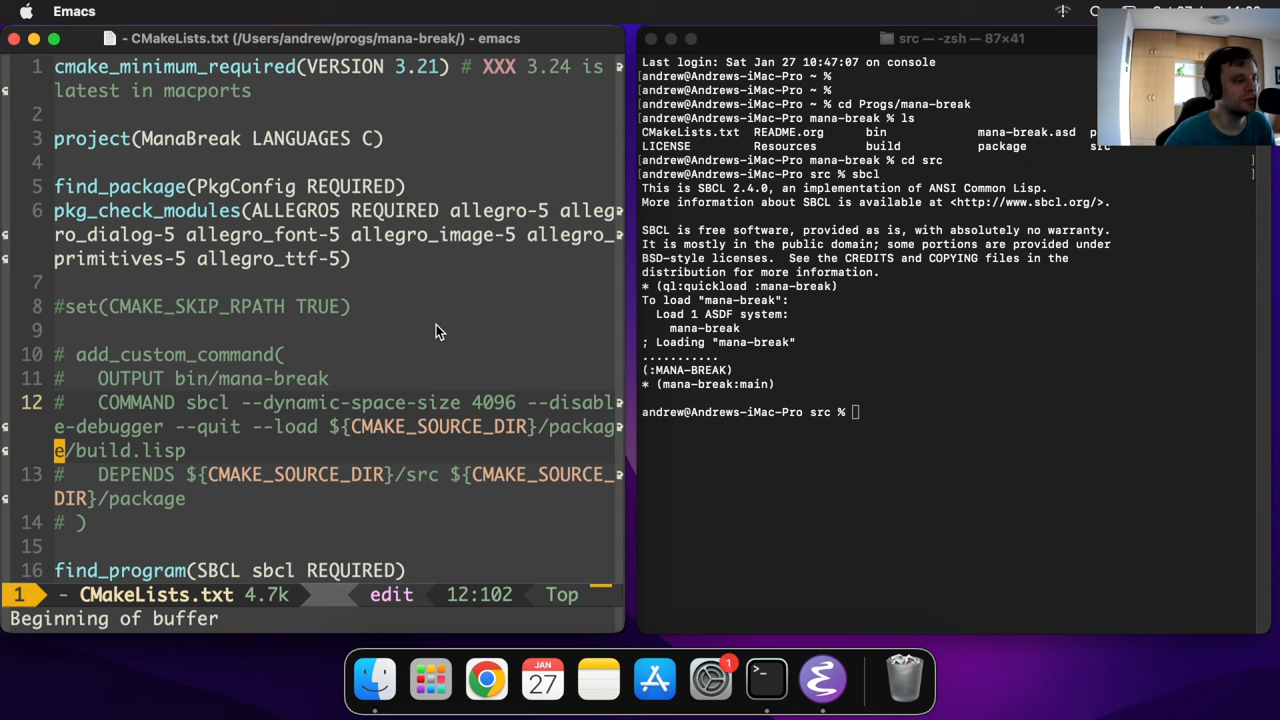 Emacs
- CMakeLists.txt (/Users/andrew/progs/mana-break/) - emacs
1 cmake_minimum_required(VERSION 3.21) # XXX 3.24 is
latest in macports
2
3 project(ManaBreak LANGUAGES C)
4
5 find_package(PkgConfig REQUIRED)
6 pkg_check_modules(ALLEGRO5 REQUIRED allegro-5 alleg
ro_dialog-5 allegro_font-5 allegro_image-5 allegro_
primitives-5 allegro_ttf-5)
7
8 #set(CMAKE_SKIP_RPATH TRUE)
9
10 # add_custom_command(
11 #   OUTPUT bin/mana-break
12 #   COMMAND sbcl --dynamic-space-size 4096 --disabl
e-debugger --quit --load ${CMAKE_SOURCE_DIR}/packag
e/build.lisp
13 #   DEPENDS ${CMAKE_SOURCE_DIR}/src ${CMAKE_SOURCE_
DIR}/package
14 # )
15
16 find_program(SBCL sbcl REQUIRED)
1 - CMakeLists.txt 4.7k edit 12:102 Top
Beginning of buffer
src — -zsh — 87×41
Last login: Sat Jan 27 10:47:07 on console
[andrew@Andrews-iMac-Pro ~ %
[andrew@Andrews-iMac-Pro ~ %
[andrew@Andrews-iMac-Pro ~ % cd Progs/mana-break
[andrew@Andrews-iMac-Pro mana-break % ls
CMakeLists.txt README.org bin mana-break.asd
LICENSE Resources build package src
[andrew@Andrews-iMac-Pro mana-break % cd src ]
[andrew@Andrews-iMac-Pro src % sbcl ]
This is SBCL 2.4.0, an implementation of ANSI Common Lisp.
More information about SBCL is available at <http://www.sbcl.org/>.
SBCL is free software, provided as is, with absolutely no warranty.
It is mostly in the public domain; some portions are provided under
BSD-style licenses.  See the CREDITS and COPYING files in the
distribution for more information.
* (ql:quickload :mana-break)
To load "mana-break":
Load 1 ASDF system:
mana-break
; Loading "mana-break"
...........
(:MANA-BREAK)
* (mana-break:main)
andrew@Andrews-iMac-Pro src %
JAN
27
1